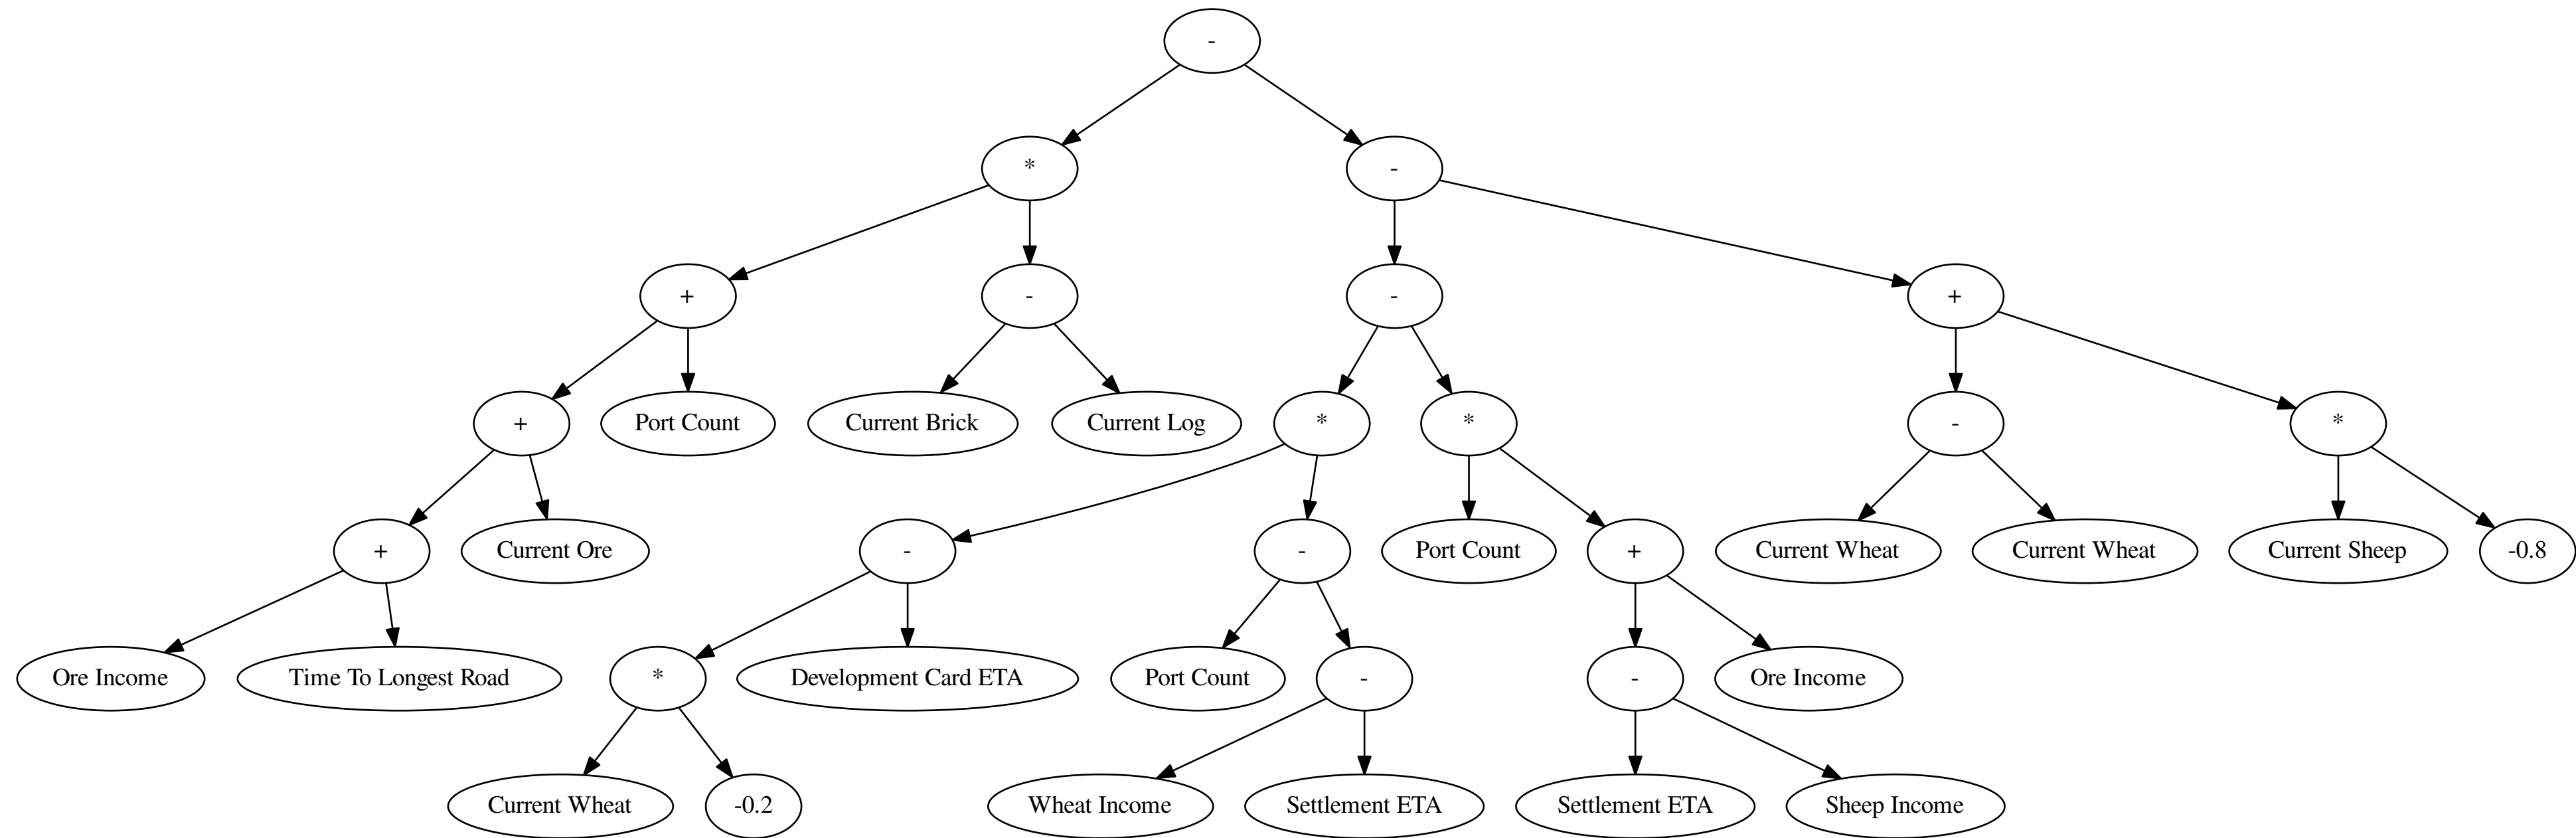 -
*
-
+
-
-
+
+
Port Count
Current Brick
Current Log
*
*
-
*
+
Current Ore
-
-
Port Count
+
Current Wheat
Current Wheat
Current Sheep
-0.8
Ore Income
Time To Longest Road
*
Development Card ETA
Port Count
-
-
Ore Income
Current Wheat
-0.2
Wheat Income
Settlement ETA
Settlement ETA
Sheep Income